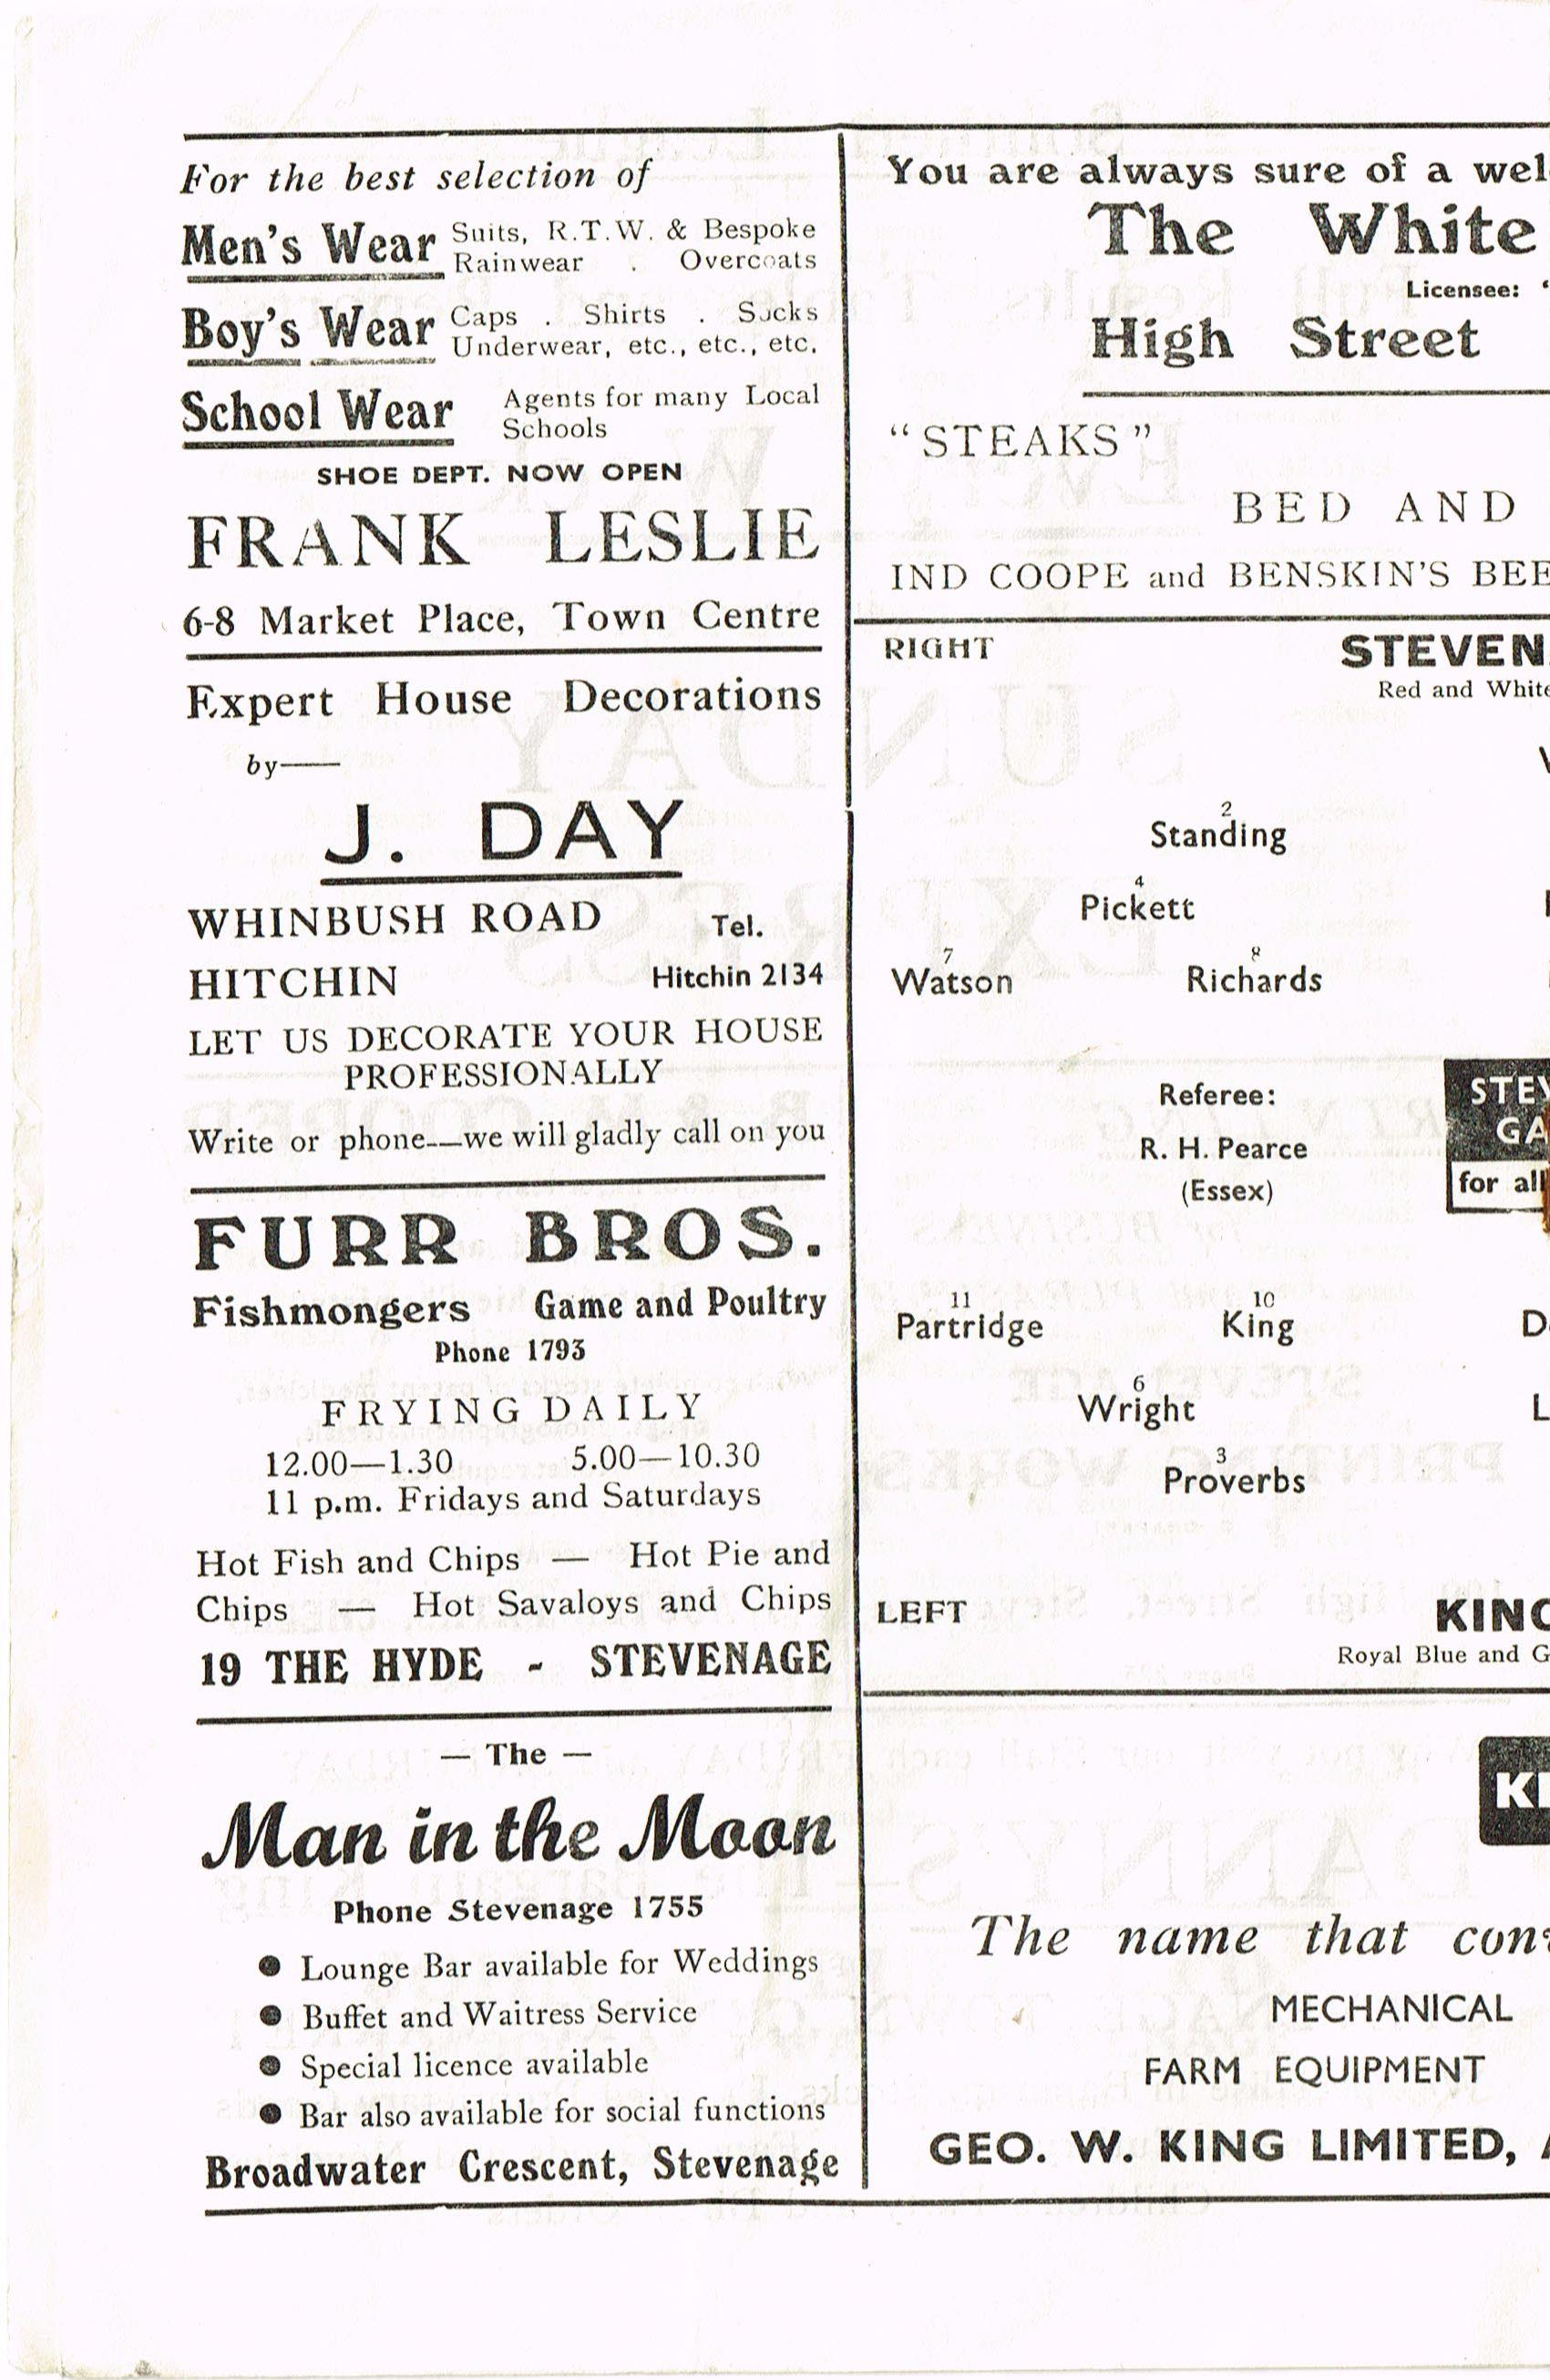 For the best selection of
Men's Wear Suits, R.T.W. & Bespoke
Rainwear . Overcoats
Boy's Wear Caps . Shirts . Socks
Underwear, etc., etc., etc.
School Wear Agents for many Local
Schools
SHOE DEPT. NOW OPEN
FRANK LESLIE
6-8 Market Place, Town Centre
Expert House Decorations
by——
J. DAY
WHINBUSH ROAD Tel.
HITCHIN Hitchin 2134
LET US DECORATE YOUR HOUSE
PROFESSIONALLY
Write or phone—we will gladly call on you
FURR BROS.
Fishmongers Game and Poultry
Phone 1793
FRYING DAILY
12.00—1.30 5.00—10.30
11 p.m. Fridays and Saturdays
Hot Fish and Chips — Hot Pie and
Chips — Hot Savaloys and Chips
19 THE HYDE - STEVENAGE
— The —
Man in the Moon
Phone Stevenage 1755
● Lounge Bar available for Weddings
● Buffet and Waitress Service
● Special licence available
● Bar also available for social functions
Broadwater Crescent, Stevenage
You are always sure of a wel
The White
Licensee: ‘
High Street
“STEAKS”
BED AND
IND COOPE and BENSKIN'S BEE
RIGHT STEVEN
Red and White
2
Standing
4
Pickett
7 8
Watson Richards
Referee:
R. H. Pearce
(Essex)
STEV
GA
for all
11 10
Partridge King D
6
Wright L
3
Proverbs
LEFT KING
Royal Blue and G
KI
The name that con
MECHANICAL
FARM EQUIPMENT
GEO. W. KING LIMITED,